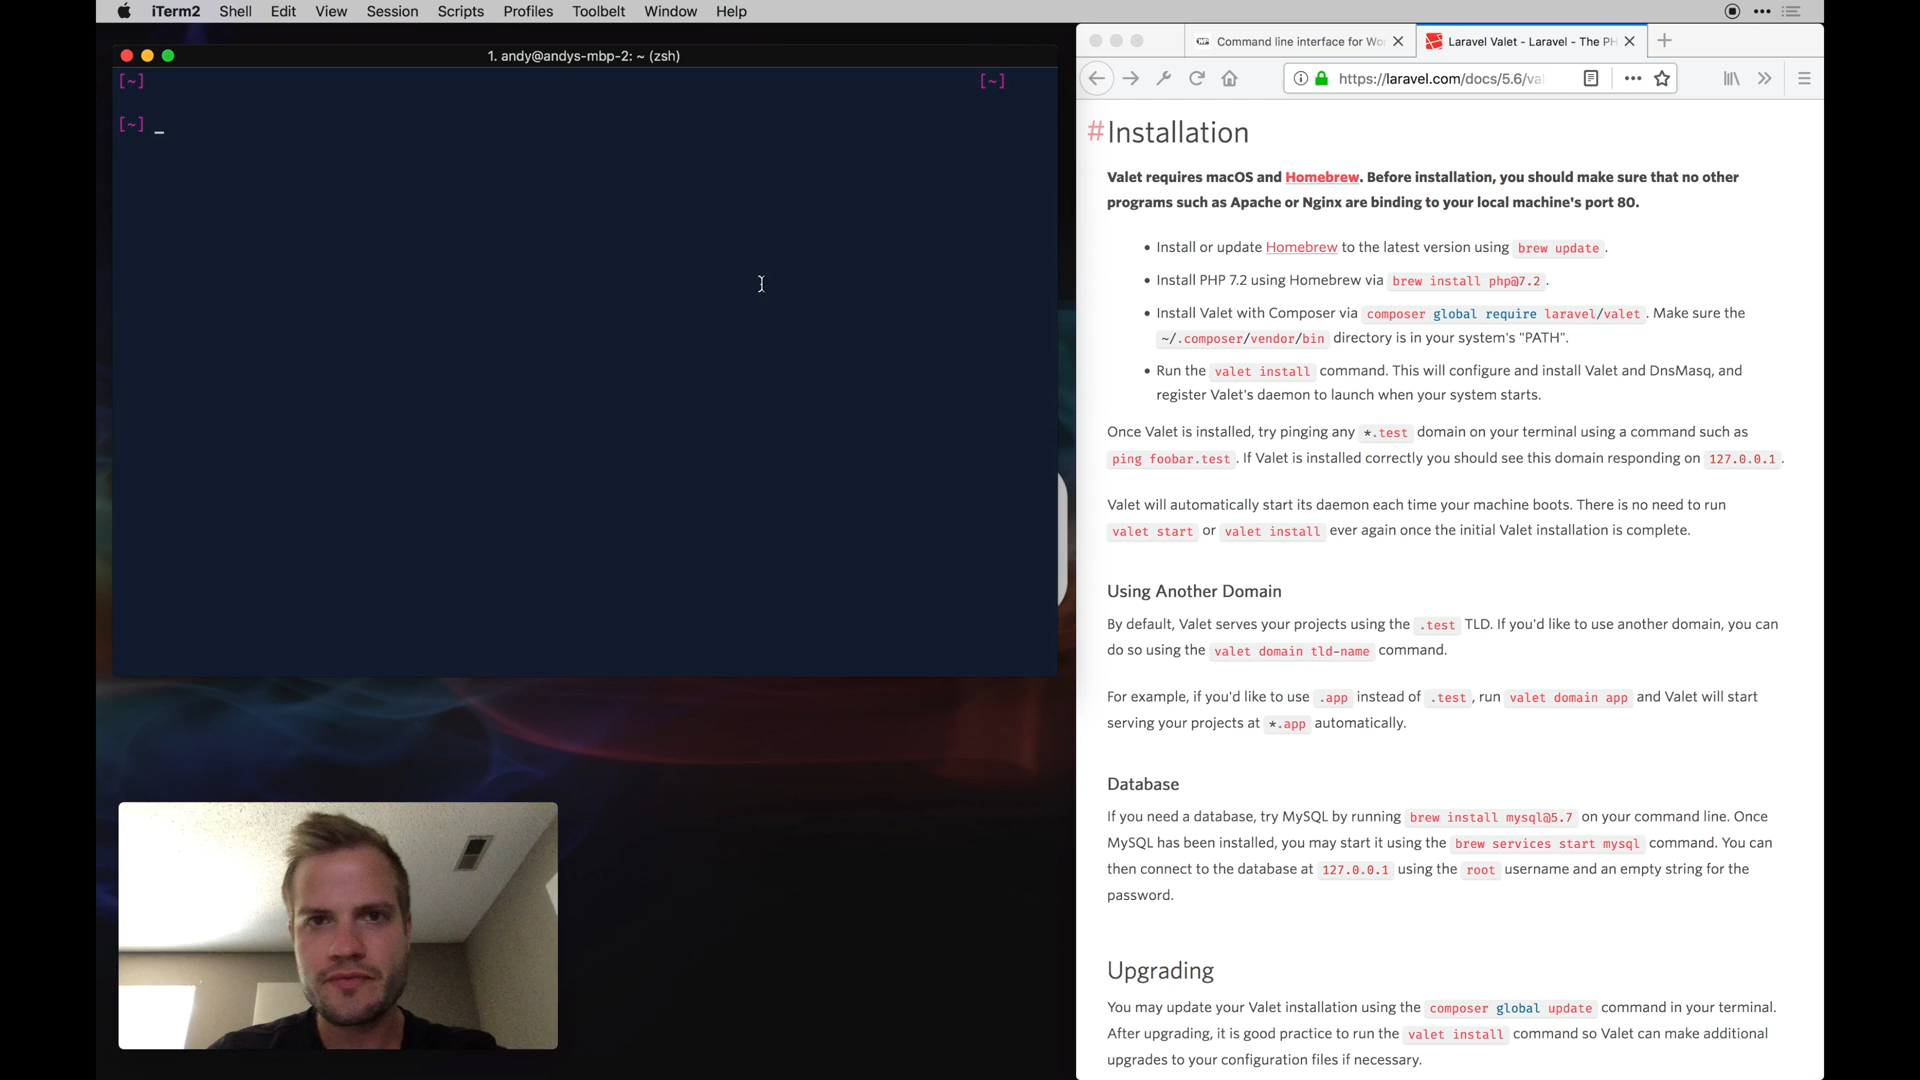 iTerm2 Shell Edit View Session Scripts Profiles Toolbelt Window Help
1. andy@andys-mbp-2: ~ (zsh)
[~] [~]
[~] _
Command line interface for Wo
Laravel Valet - Laravel - The PH
https://laravel.com/docs/5.6/val
#Installation
Valet requires macOS and Homebrew. Before installation, you should make sure that no other
programs such as Apache or Nginx are binding to your local machine's port 80.
• Install or update Homebrew to the latest version using brew update.
• Install PHP 7.2 using Homebrew via brew install php@7.2.
• Install Valet with Composer via composer global require laravel/valet. Make sure the
~/.composer/vendor/bin directory is in your system's "PATH".
• Run the valet install command. This will configure and install Valet and DnsMasq, and
register Valet's daemon to launch when your system starts.
Once Valet is installed, try pinging any *.test domain on your terminal using a command such as
ping foobar.test. If Valet is installed correctly you should see this domain responding on 127.0.0.1.
Valet will automatically start its daemon each time your machine boots. There is no need to run
valet start or valet install ever again once the initial Valet installation is complete.
Using Another Domain
By default, Valet serves your projects using the .test TLD. If you'd like to use another domain, you can
do so using the valet domain tld-name command.
For example, if you'd like to use .app instead of .test, run valet domain app and Valet will start
serving your projects at *.app automatically.
Database
If you need a database, try MySQL by running brew install mysql@5.7 on your command line. Once
MySQL has been installed, you may start it using the brew services start mysql command. You can
then connect to the database at 127.0.0.1 using the root username and an empty string for the
password.
Upgrading
You may update your Valet installation using the composer global update command in your terminal.
After upgrading, it is good practice to run the valet install command so Valet can make additional
upgrades to your configuration files if necessary.